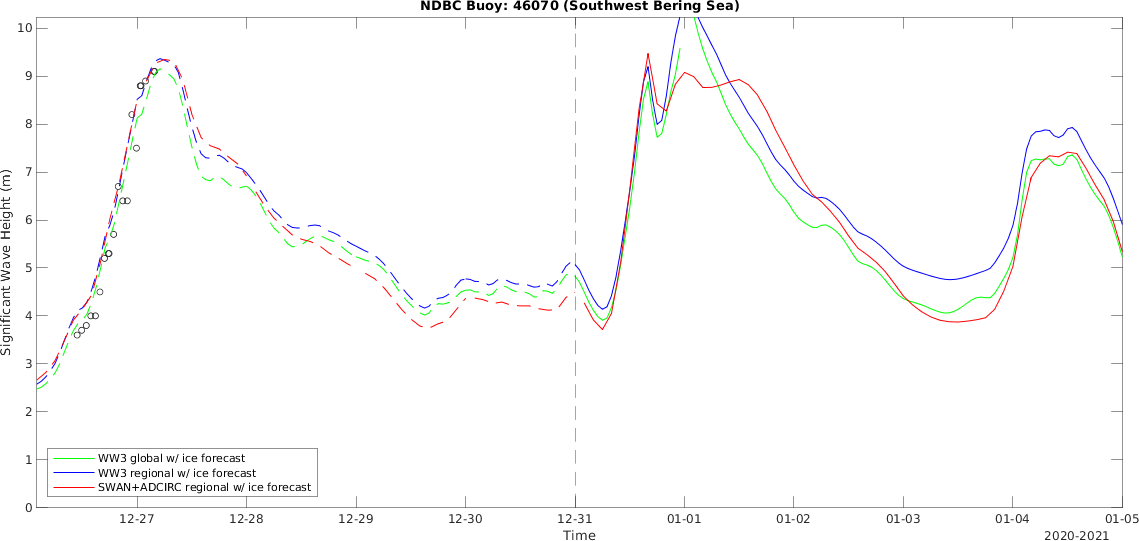 NDBC Buoy: 46070 (Southwest Bering Sea)
10
9
8
7
6
5
4
3
2
1
0
Significant Wave Height (m)
WW3 global w/ ice forecast
WW3 regional w/ ice forecast
SWAN+ADCIRC regional w/ ice forecast
12-27 12-28 12-29 12-30 12-31 01-01 01-02 01-03 01-04 01-05
Time
2020-2021